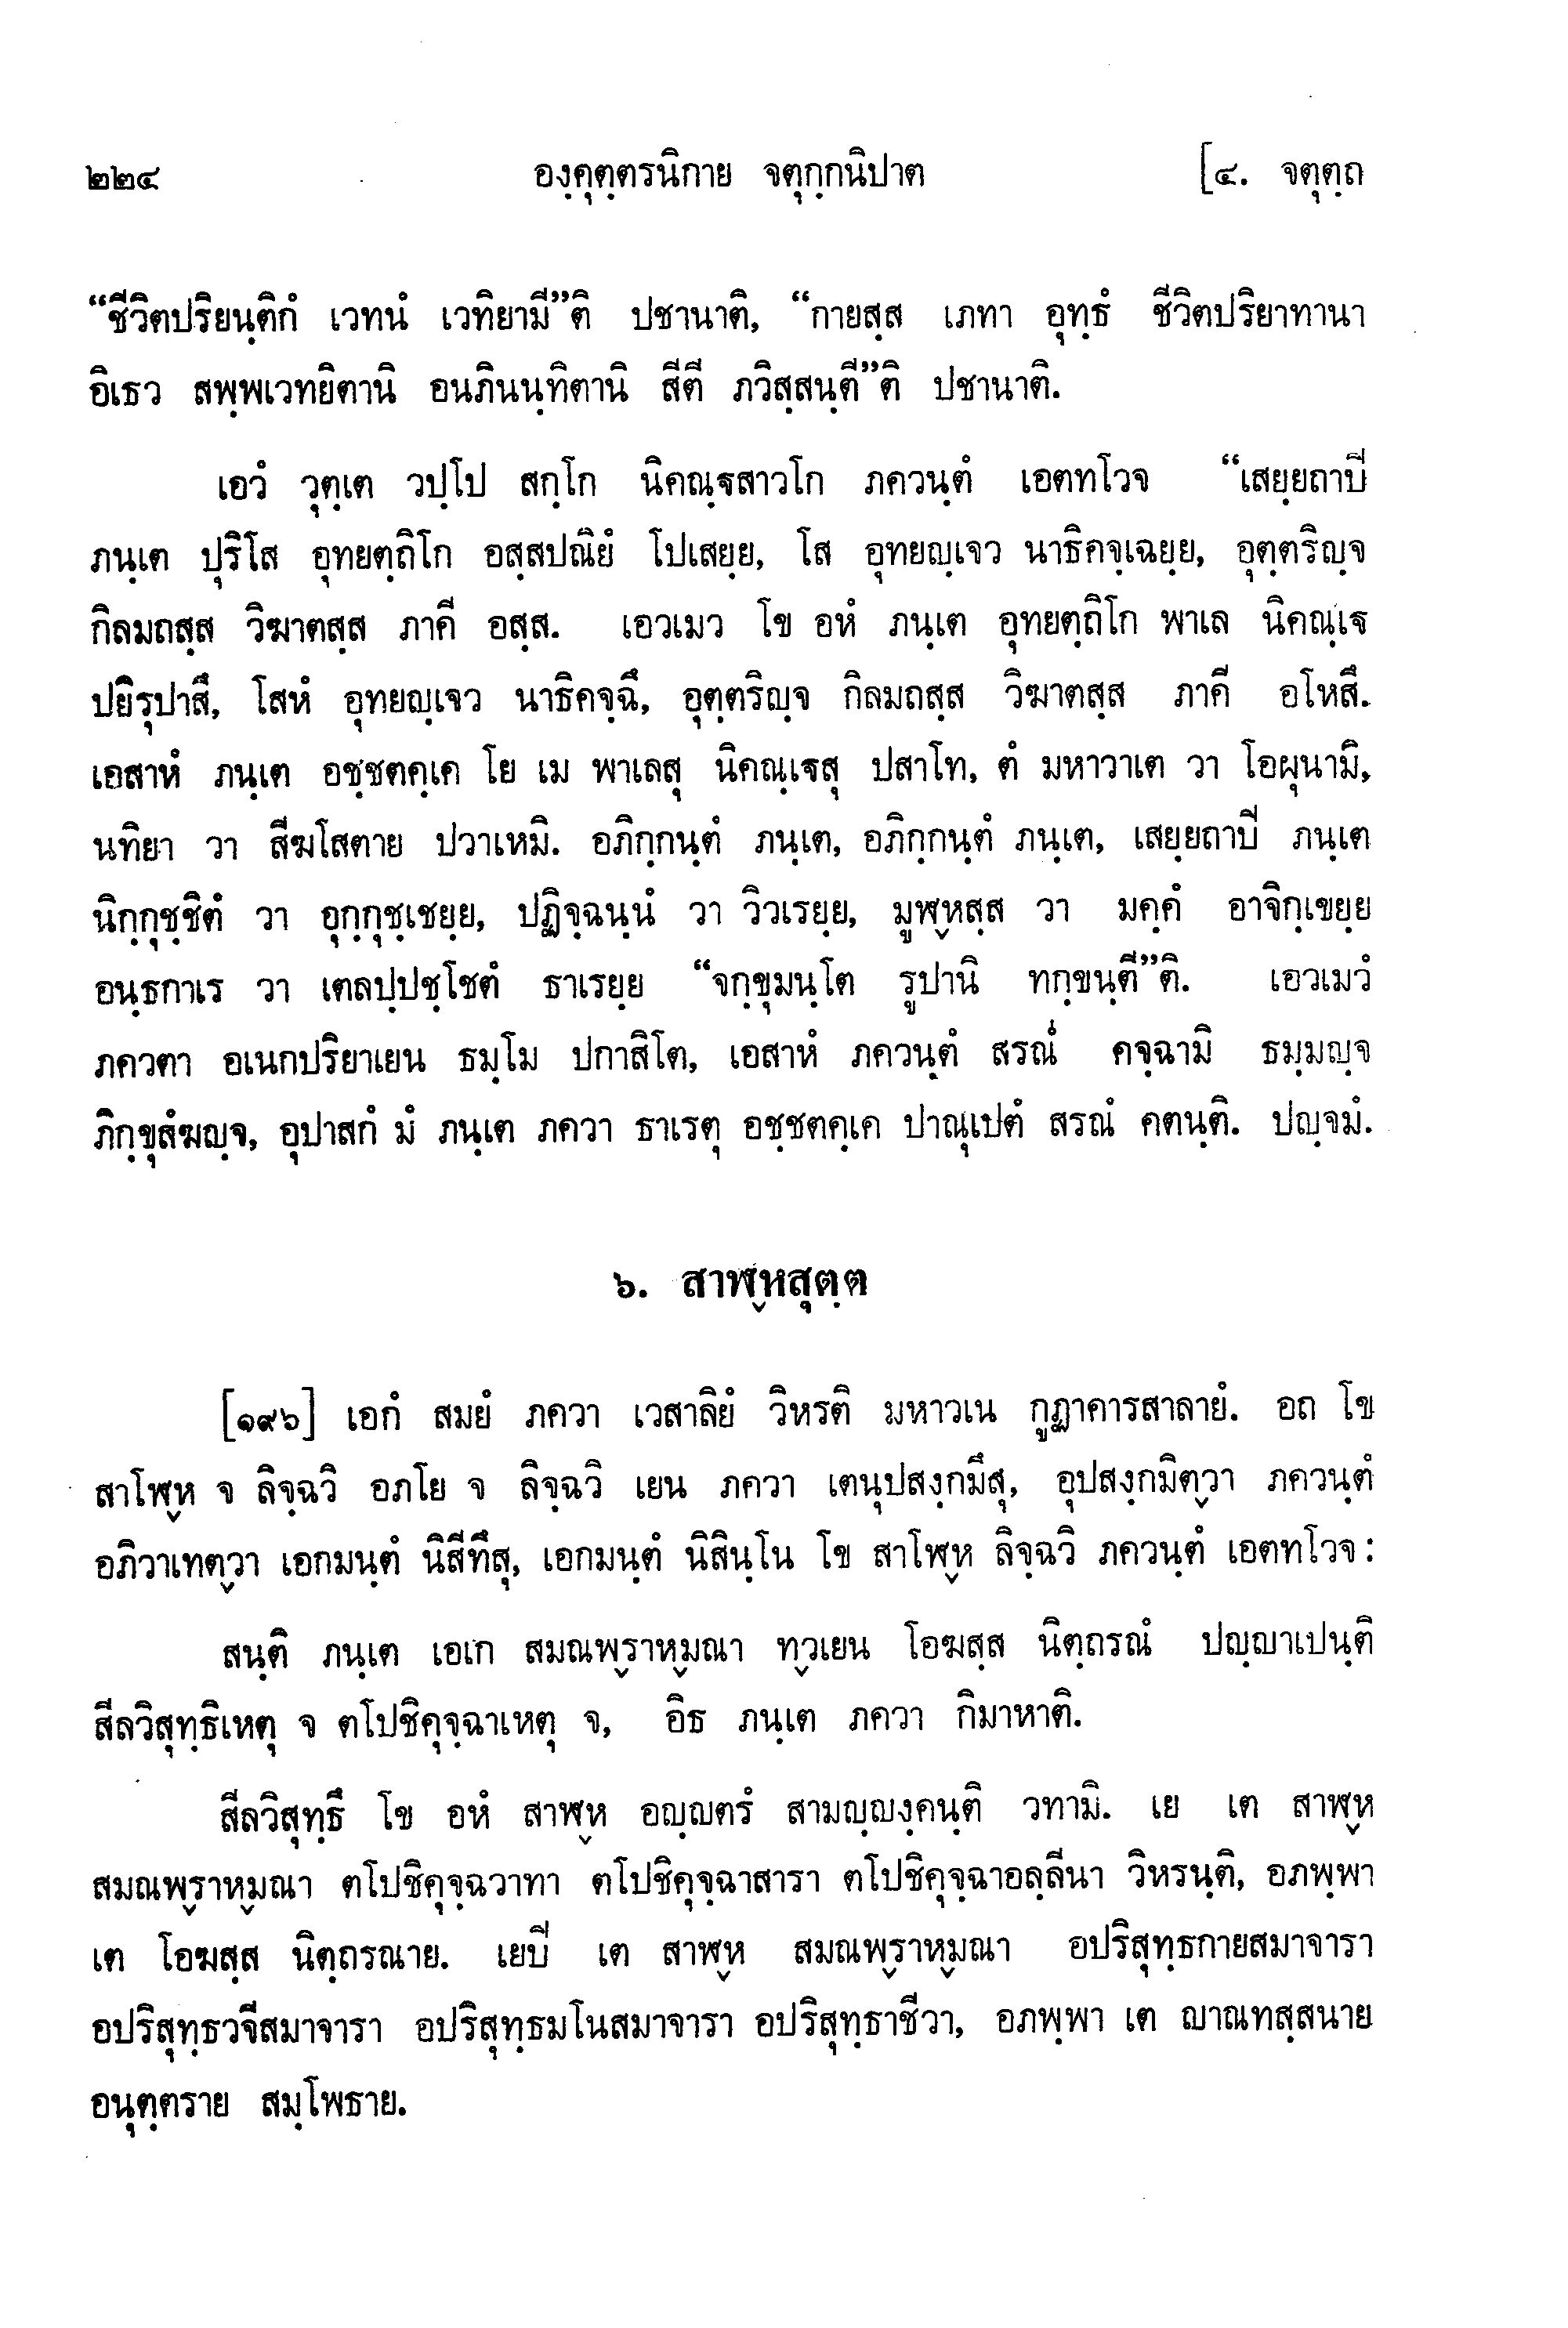 ๒๒๔ องฺคุตฺตรนิกาย จตุกฺกนิปาต [๔. จตุตฺถ
“ชีวิตปริยนฺติกํ เวทนํ เวทิยามี”ติ ปชานาติ, “กายสฺส เภทา อุทฺธํ ชีวิตปริยาทานา
อิเธว สพฺพเวทยิตานิ อนภินนฺทิตานิ สีตี ภวิสฺสนฺตี”ติ ปชานาติ.
เอวํ วุตฺเต วปฺโป สกฺโก นิคณฺฐสาวโก ภควนฺตํ เอตทโวจ “เสยฺยถาปิ
ภนฺเต ปุริโส อุทยตฺถิโก อสฺสปณิยํ โปเสยฺย, โส อุทยญฺเจว นาธิคจฺเฉยฺย, อุตฺตริญฺจ
กิลมถสฺส วิฆาตสฺส ภาคี อสฺส. เอวเมว โข อหํ ภนฺเต อุทยตฺถิโก พาเล นิคณฺเฐ
ปยิรุปาสึ, โสหํ อุทยญฺเจว นาธิคจฺฉึ, อุตฺตริญฺจ กิลมถสฺส วิฆาตสฺส ภาคี อโหสึ.
เอสาหํ ภนฺเต อชฺชตคฺเค โย เม พาเลสุ นิคณฺเฐสุ ปสาโท, ตํ มหาวาเต วา โอผุนามิ,
นทิยา วา สีฆโสตาย ปวาเหมิ. อภิกฺกนฺตํ ภนฺเต, อภิกฺกนฺตํ ภนฺเต, เสยฺยถาปิ ภนฺเต
นิกฺกุชฺชิตํ วา อุกฺกุชฺเชยฺย, ปฏิจฺฉนฺนํ วา วิวเรยฺย, มูฬฺหสฺส วา มคฺคํ อาจิกฺเขยฺย
อนฺธกาเร วา เตลปฺปชฺโชตํ ธาเรยฺย “จกฺขุมนฺโต รูปานิ ทกฺขนฺตี”ติ. เอวเมวํ
ภควตา อเนกปริยาเยน ธมฺโม ปกาสิโต, เอสาหํ ภควนฺตํ สรณํ คจฺฉามิ ธมฺมญฺจ
ภิกฺขุสํฆญฺจ, อุปาสกํ มํ ภนฺเต ภควา ธาเรตุ อชฺชตคฺเค ปาณุเปตํ สรณํ คตนฺติ. ปญฺจมํ.
๖. สาฬฺหสุตฺต
[๑๙๖] เอกํ สมยํ ภควา เวสาลิยํ วิหรติ มหาวเน กูฏาคารสาลายํ. อถ โข
สาโฬฺห จ ลิจฺฉวิ อภโย จ ลิจฺฉวิ เยน ภควา เตนุปสงฺกมึสุ, อุปสงฺกมิตฺวา ภควนฺตํ
อภิวาเทตฺวา เอกมนฺตํ นิสีทึสุ, เอกมนฺตํ นิสินฺโน โข สาโฬฺห ลิจฺฉวิ ภควนฺตํ เอตทโวจ :
สนฺติ ภนฺเต เอเก สมณพฺราหฺมณา ทฺวเยน โอฆสฺส นิตฺถรณํ ปญฺญาเปนฺติ
สีลวิสุทฺธิเหตุ จ ตโปชิคุจฺฉาเหตุ จ, อิธ ภนฺเต ภควา กิมาหาติ.
สีลวิสุทฺธึ โข อหํ สาฬฺห อญฺญตรํ สามญฺญงฺคนฺติ วทามิ. เย เต สาฬฺห
สมณพฺราหฺมณา ตโปชิคุจฺฉวาทา ตโปชิคุจฺฉาสารา ตโปชิคุจฺฉาอลฺลีนา วิหรนฺติ, อภพฺพา
เต โอฆสฺส นิตฺถรณาย. เยปิ เต สาฬฺห สมณพฺราหฺมณา อปริสุทฺธกายสมาจารา
อปริสุทฺธวจีสมาจารา อปริสุทฺธมโนสมาจารา อปริสุทฺธาชีวา, อภพฺพา เต ญาณทสฺสนาย
อนุตฺตราย สมฺโพธาย.